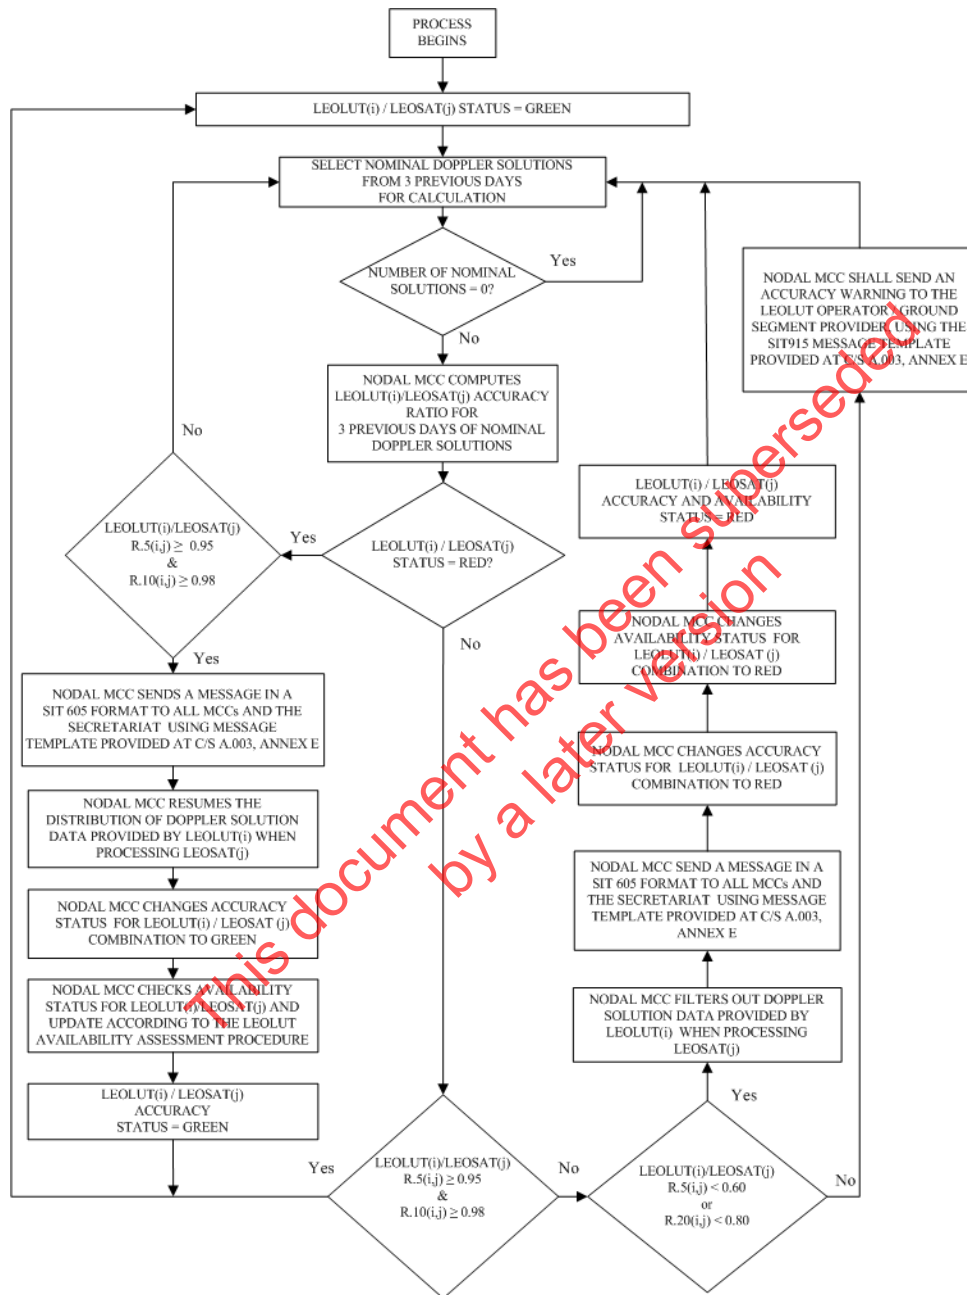 PROCESS
BEGINS
LEOLUT(i) / LEOSAT(j) STATUS = GREEN
SELECT NOMINAL DOPPLER SOLUTIONS
FROM 3 PREVIOUS DAYS
FOR CALCULATION
NUMBER OF NOMINAL
SOLUTIONS = 0?
Yes
No
NODAL MCC SHALL SEND AN
ACCURACY WARNING TO THE
LEOLUT OPERATOR / GROUND
SEGMENT PROVIDER, USING THE
SIT915 MESSAGE TEMPLATE
PROVIDED AT C/S A.003, ANNEX E
NODAL MCC COMPUTES
LEOLUT(i)/LEOSAT(j) ACCURACY
RATIO FOR
3 PREVIOUS DAYS OF NOMINAL
DOPPLER SOLUTIONS
No
LEOLUT(i)/LEOSAT(j)
R.5(i,j) ≥ 0.95
&
R.10(i,j) ≥ 0.98
Yes
LEOLUT(i) / LEOSAT(j)
STATUS = RED?
No
Yes
LEOLUT(i) / LEOSAT(j)
ACCURACY AND AVAILABILITY
STATUS = RED
NODAL MCC CHANGES
AVAILABILITY STATUS FOR
LEOLUT(i) / LEOSAT (j)
COMBINATION TO RED
NODAL MCC SENDS A MESSAGE IN A
SIT 605 FORMAT TO ALL MCCs AND THE
SECRETARIAT USING MESSAGE
TEMPLATE PROVIDED AT C/S A.003, ANNEX E
NODAL MCC CHANGES ACCURACY
STATUS FOR LEOLUT(i) / LEOSAT (j)
COMBINATION TO RED
NODAL MCC RESUMES THE
DISTRIBUTION OF DOPPLER SOLUTION
DATA PROVIDED BY LEOLUT(i) WHEN
PROCESSING LEOSAT(j)
NODAL MCC SEND A MESSAGE IN A
SIT 605 FORMAT TO ALL MCCs AND
THE SECRETARIAT USING MESSAGE
TEMPLATE PROVIDED AT C/S A.003,
ANNEX E
NODAL MCC CHANGES ACCURACY
STATUS FOR LEOLUT(i) / LEOSAT (j)
COMBINATION TO GREEN
NODAL MCC CHECKS AVAILABILITY
STATUS FOR LEOLUT(i)/LEOSAT(j) AND
UPDATE ACCORDING TO THE LEOLUT
AVAILABILITY ASSESSMENT PROCEDURE
NODAL MCC FILTERS OUT DOPPLER
SOLUTION DATA PROVIDED BY
LEOLUT(i) WHEN PROCESSING
LEOSAT(j)
LEOLUT(i) / LEOSAT(j)
ACCURACY
STATUS = GREEN
Yes
LEOLUT(i)/LEOSAT(j)
R.5(i,j) ≥ 0.95
&
R.10(i,j) ≥ 0.98
No
Yes
LEOLUT(i)/LEOSAT(j)
R.5(i,j) < 0.60
or
R.20(i,j) < 0.80
No
This document has been superseded
by a later version